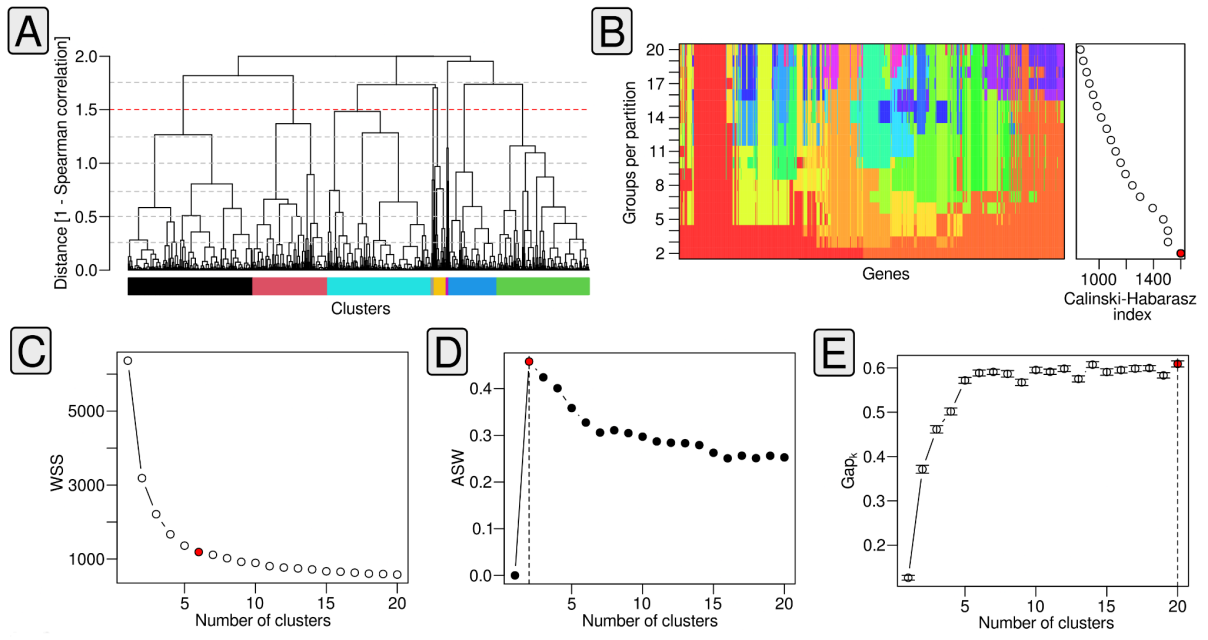 A
Distance [1 - Spearman correlation]
2.0
1.5
1.0
0.5
0.0
Clusters
B
Groups per partition
20
17
14
11
8
5
2
Genes
1000 1400
Calinski-Habarasz
index
C
WSS
5000
3000
1000
5 10 15 20
Number of clusters
D
ASW
0.4
0.3
0.2
0.1
0.0
5 10 15 20
Number of clusters
E
Gapk
0.6
0.5
0.4
0.3
0.2
5 10 15 20
Number of clusters